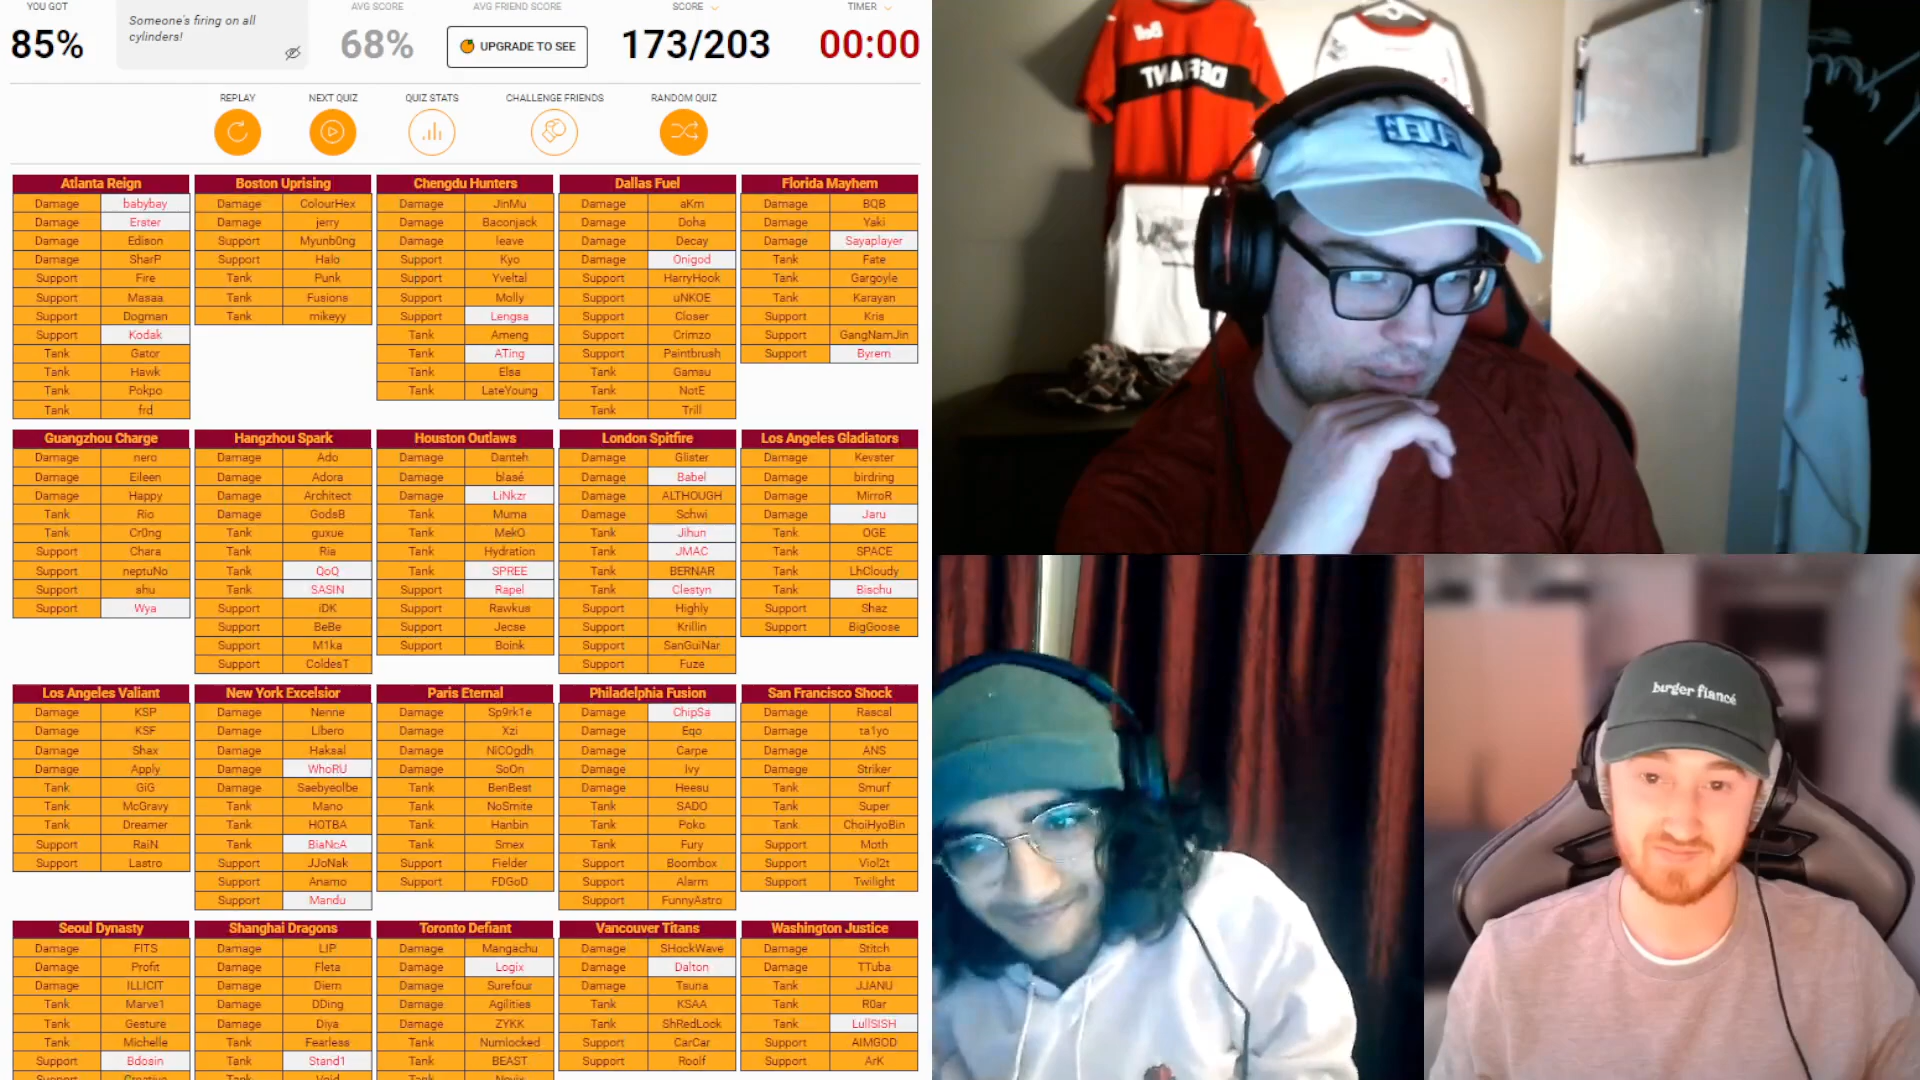 YOU GOT
85%
Someone's firing on all
cylinders!
AVG SCORE
68%
AVG FRIEND SCORE
UPGRADE TO SEE
SCORE
173/203
TIMER
00:00
REPLAY
NEXT QUIZ
QUIZ STATS
CHALLENGE FRIENDS
RANDOM QUIZ
Atlanta Reign
Damage babybay
Damage Erster
Damage Edison
Damage SharP
Support Fire
Support Masaa
Support Dogman
Support Kodak
Tank Gator
Tank Hawk
Tank Pokpo
Tank frd
Boston Uprising
Damage ColourHex
Damage jerry
Support Myunb0ng
Support Halo
Tank Punk
Tank Fusions
Tank mikeyy
Chengdu Hunters
Damage JinMu
Damage Baconjack
Damage leave
Support Kyo
Support Yveltal
Support Molly
Support Lengsa
Tank Ameng
Tank ATing
Tank Elsa
Tank LateYoung
Dallas Fuel
Damage aKm
Damage Doha
Damage Decay
Damage Onigod
Support HarryHook
Support uNKOE
Support Closer
Support Crimzo
Support Paintbrush
Tank Gamsu
Tank NotE
Tank Trill
Florida Mayhem
Damage BQB
Damage Yaki
Damage Sayaplayer
Tank Fate
Tank Gargoyle
Tank Karayan
Support Kris
Support GangNamJin
Support Byrem
Guangzhou Charge
Damage nero
Damage Eileen
Damage Happy
Tank Rio
Tank Cr0ng
Support Chara
Support neptuNo
Support shu
Support Wya
Hangzhou Spark
Damage Ado
Damage Adora
Damage Architect
Damage GodsB
Tank guxue
Tank Ria
Tank QoQ
Tank SASIN
Support iDK
Support BeBe
Support M1ka
Support ColdesT
Houston Outlaws
Damage Danteh
Damage blasé
Damage LiNkzr
Tank Muma
Tank MekO
Tank Hydration
Tank SPREE
Support Rapel
Support Rawkus
Support Jecse
Support Boink
London Spitfire
Damage Glister
Damage Babel
Damage ALTHOUGH
Damage Schwi
Tank Jihun
Tank JMAC
Tank BERNAR
Tank Clestyn
Support Highly
Support Krillin
Support SanGuiNar
Support Fuze
Los Angeles Gladiators
Damage Kevster
Damage birdring
Damage MirroR
Damage Jaru
Tank OGE
Tank SPACE
Tank LhCloudy
Tank Bischu
Support Shaz
Support BigGoose
Los Angeles Valiant
Damage KSP
Damage KSF
Damage Shax
Damage Apply
Tank GiG
Tank McGravy
Tank Dreamer
Support RaiN
Support Lastro
New York Excelsior
Damage Nenne
Damage Libero
Damage Haksal
Damage WhoRU
Damage Saebyeolbe
Tank Mano
Tank HOTBA
Tank BiaNcA
Support JJoNak
Support Anamo
Support Mandu
Paris Eternal
Damage Sp9rk1e
Damage Xzi
Damage NiCOgdh
Damage SoOn
Tank BenBest
Tank NoSmite
Tank Hanbin
Tank Smex
Support Fielder
Support FDGoD
Philadelphia Fusion
Damage ChipSa
Damage Eqo
Damage Carpe
Damage Ivy
Damage Heesu
Tank SADO
Tank Poko
Tank Fury
Support Boombox
Support Alarm
Support FunnyAstro
San Francisco Shock
Damage Rascal
Damage ta1yo
Damage ANS
Damage Striker
Tank Smurf
Tank Super
Tank ChoiHyoBin
Support Moth
Support Viol2t
Support Twilight
Seoul Dynasty
Damage FITS
Damage Profit
Damage ILLICIT
Tank Marve1
Tank Gesture
Tank Michelle
Support Bdosin
Support Creative
Shanghai Dragons
Damage LIP
Damage Fleta
Damage Diem
Damage DDing
Damage Diya
Tank Fearless
Tank Stand1
Tank Void
Toronto Defiant
Damage Mangachu
Damage Logix
Damage Surefour
Damage Agilities
Damage ZYKK
Tank Numlocked
Tank BEAST
Tank Nevix
Vancouver Titans
Damage SHockWave
Damage Dalton
Damage Tsuna
Tank KSAA
Tank ShRedLock
Support CarCar
Support Roolf
Washington Justice
Damage Stitch
Damage TTuba
Tank JJANU
Tank R0ar
Tank LullSISH
Support AIMGOD
Support ArK
DEFIANT
FUEL
burger fiancé